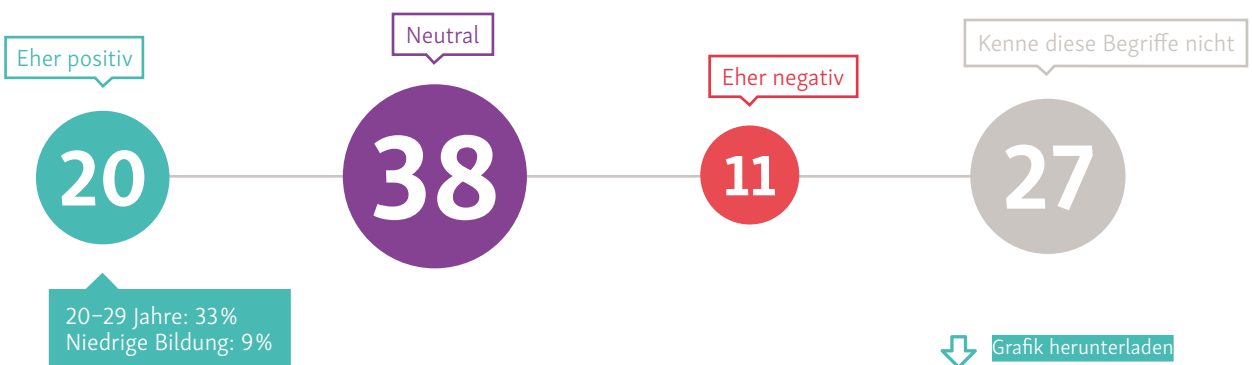 Eher positiv
Neutral
Eher negativ
Kenne diese Begriffe nicht
20
38
11
27
20–29 Jahre: 33%
Niedrige Bildung: 9%
Grafik herunterladen